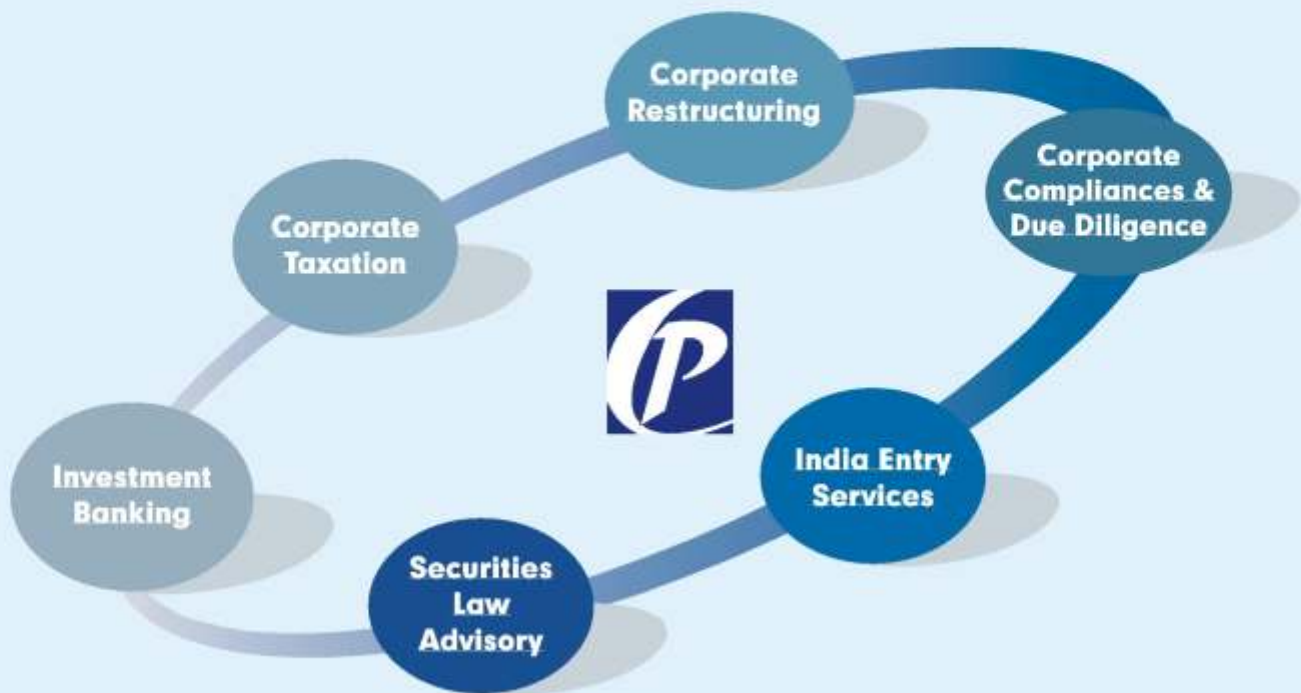 Corporate
Restructuring
Corporate
Compliances &
Due Diligence
Corporate
Taxation
India Entry
Services
Investment
Banking
Securities
Law
Advisory